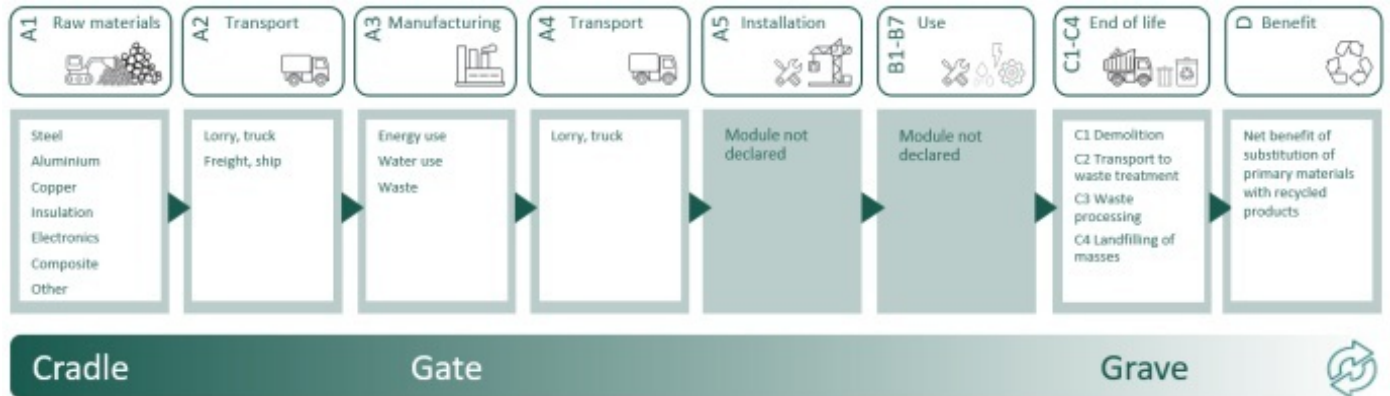 A1 Raw materials
A2 Transport
A3 Manufacturing
A4 Transport
A5 Installation
B1-B7 Use
C1-C4 End of life
D Benefit
Steel
Aluminium
Copper
Insulation
Electronics
Composite
Other
Lorry, truck
Freight, ship
Energy use
Water use
Waste
Lorry, truck
Module not
declared
Module not
declared
C1 Demolition
C2 Transport to
waste treatment
C3 Waste
processing
C4 Landfilling of
masses
Net benefit of
substitution of
primary materials
with recycled
products
Cradle
Gate
Grave